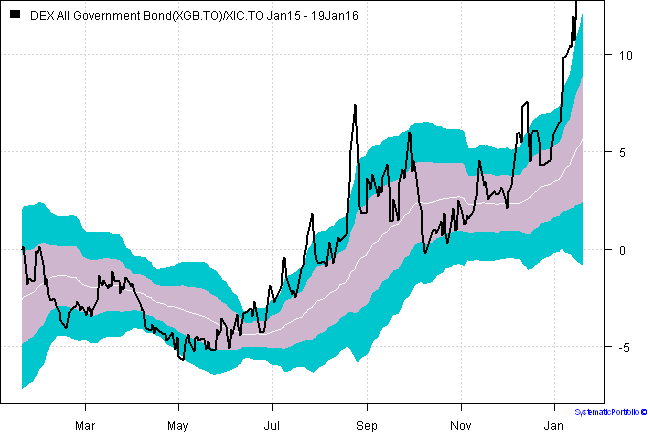 DEX All Government Bond(XGB.TO)/XIC.TO Jan15 - 19Jan16
10
5
0
-5
Mar May Jul Sep Nov Jan
SystematicPortfolio ©